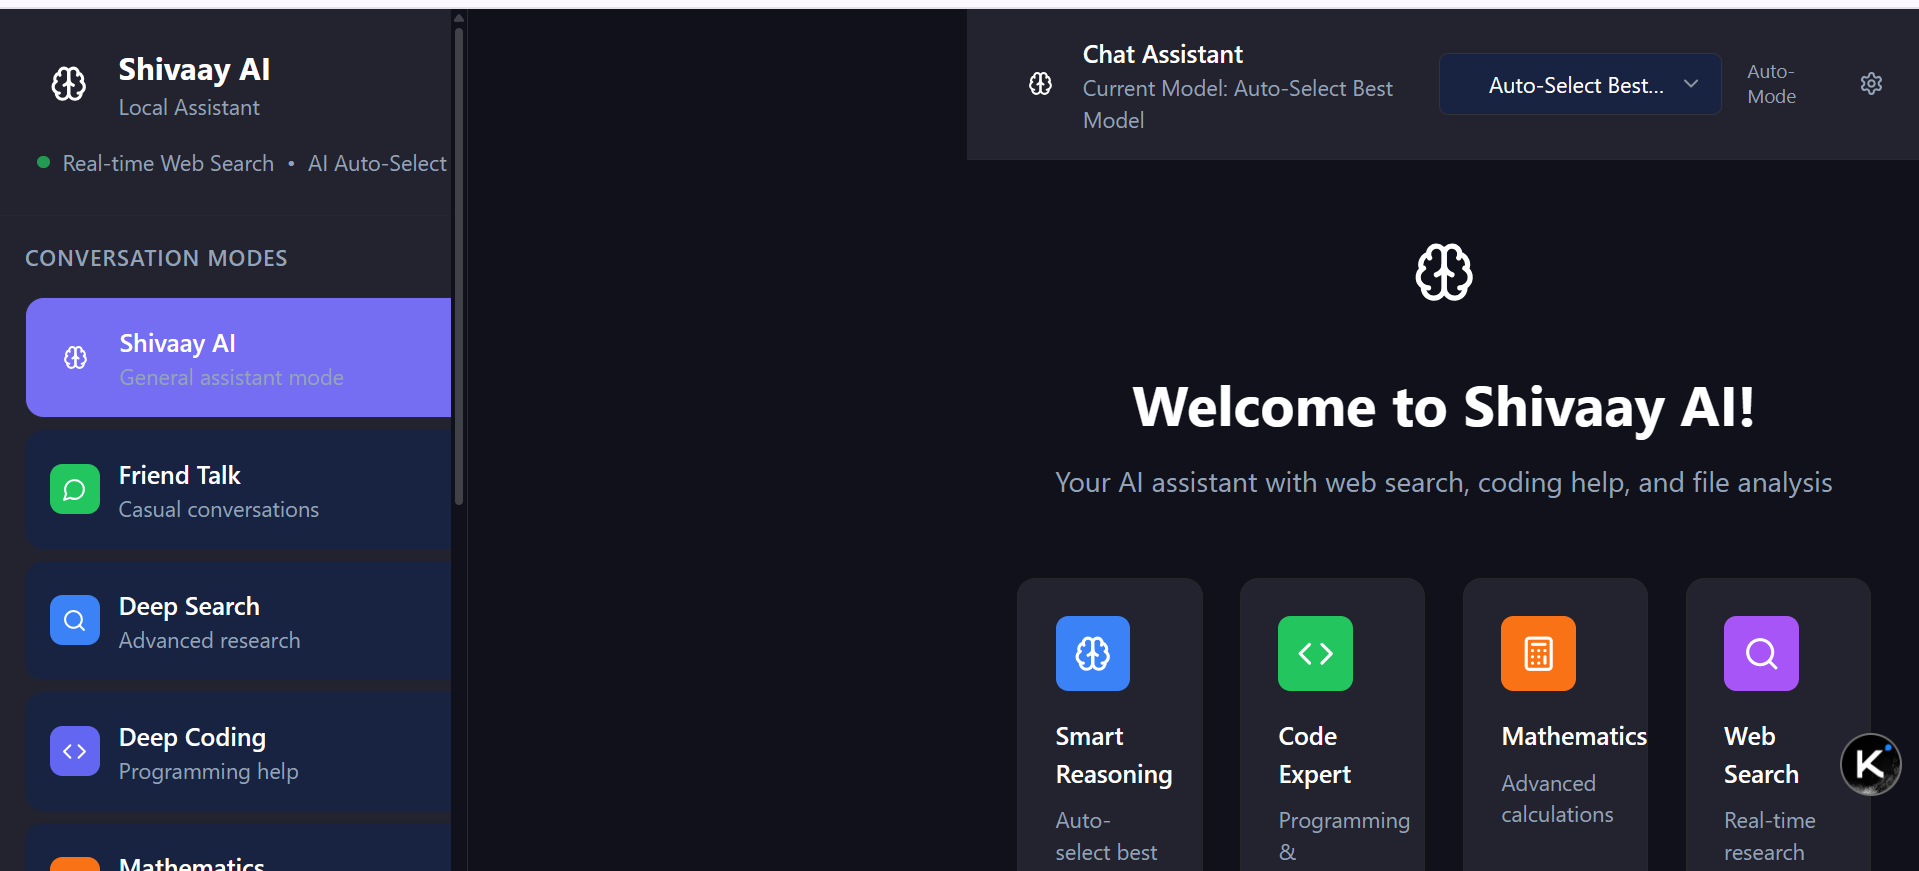 Shivaay AI
Local Assistant
Real-time Web Search • AI Auto-Select
CONVERSATION MODES
Shivaay AI
General assistant mode
Friend Talk
Casual conversations
Deep Search
Advanced research
Deep Coding
Programming help
Mathematics
Chat Assistant
Current Model: Auto-Select Best
Model
Auto-Select Best...
Auto-
Mode
Welcome to Shivaay AI!
Your AI assistant with web search, coding help, and file analysis
Smart
Reasoning
Auto-
select best
Code
Expert
Programming
&
Mathematics
Advanced
calculations
Web
Search
Real-time
research
K